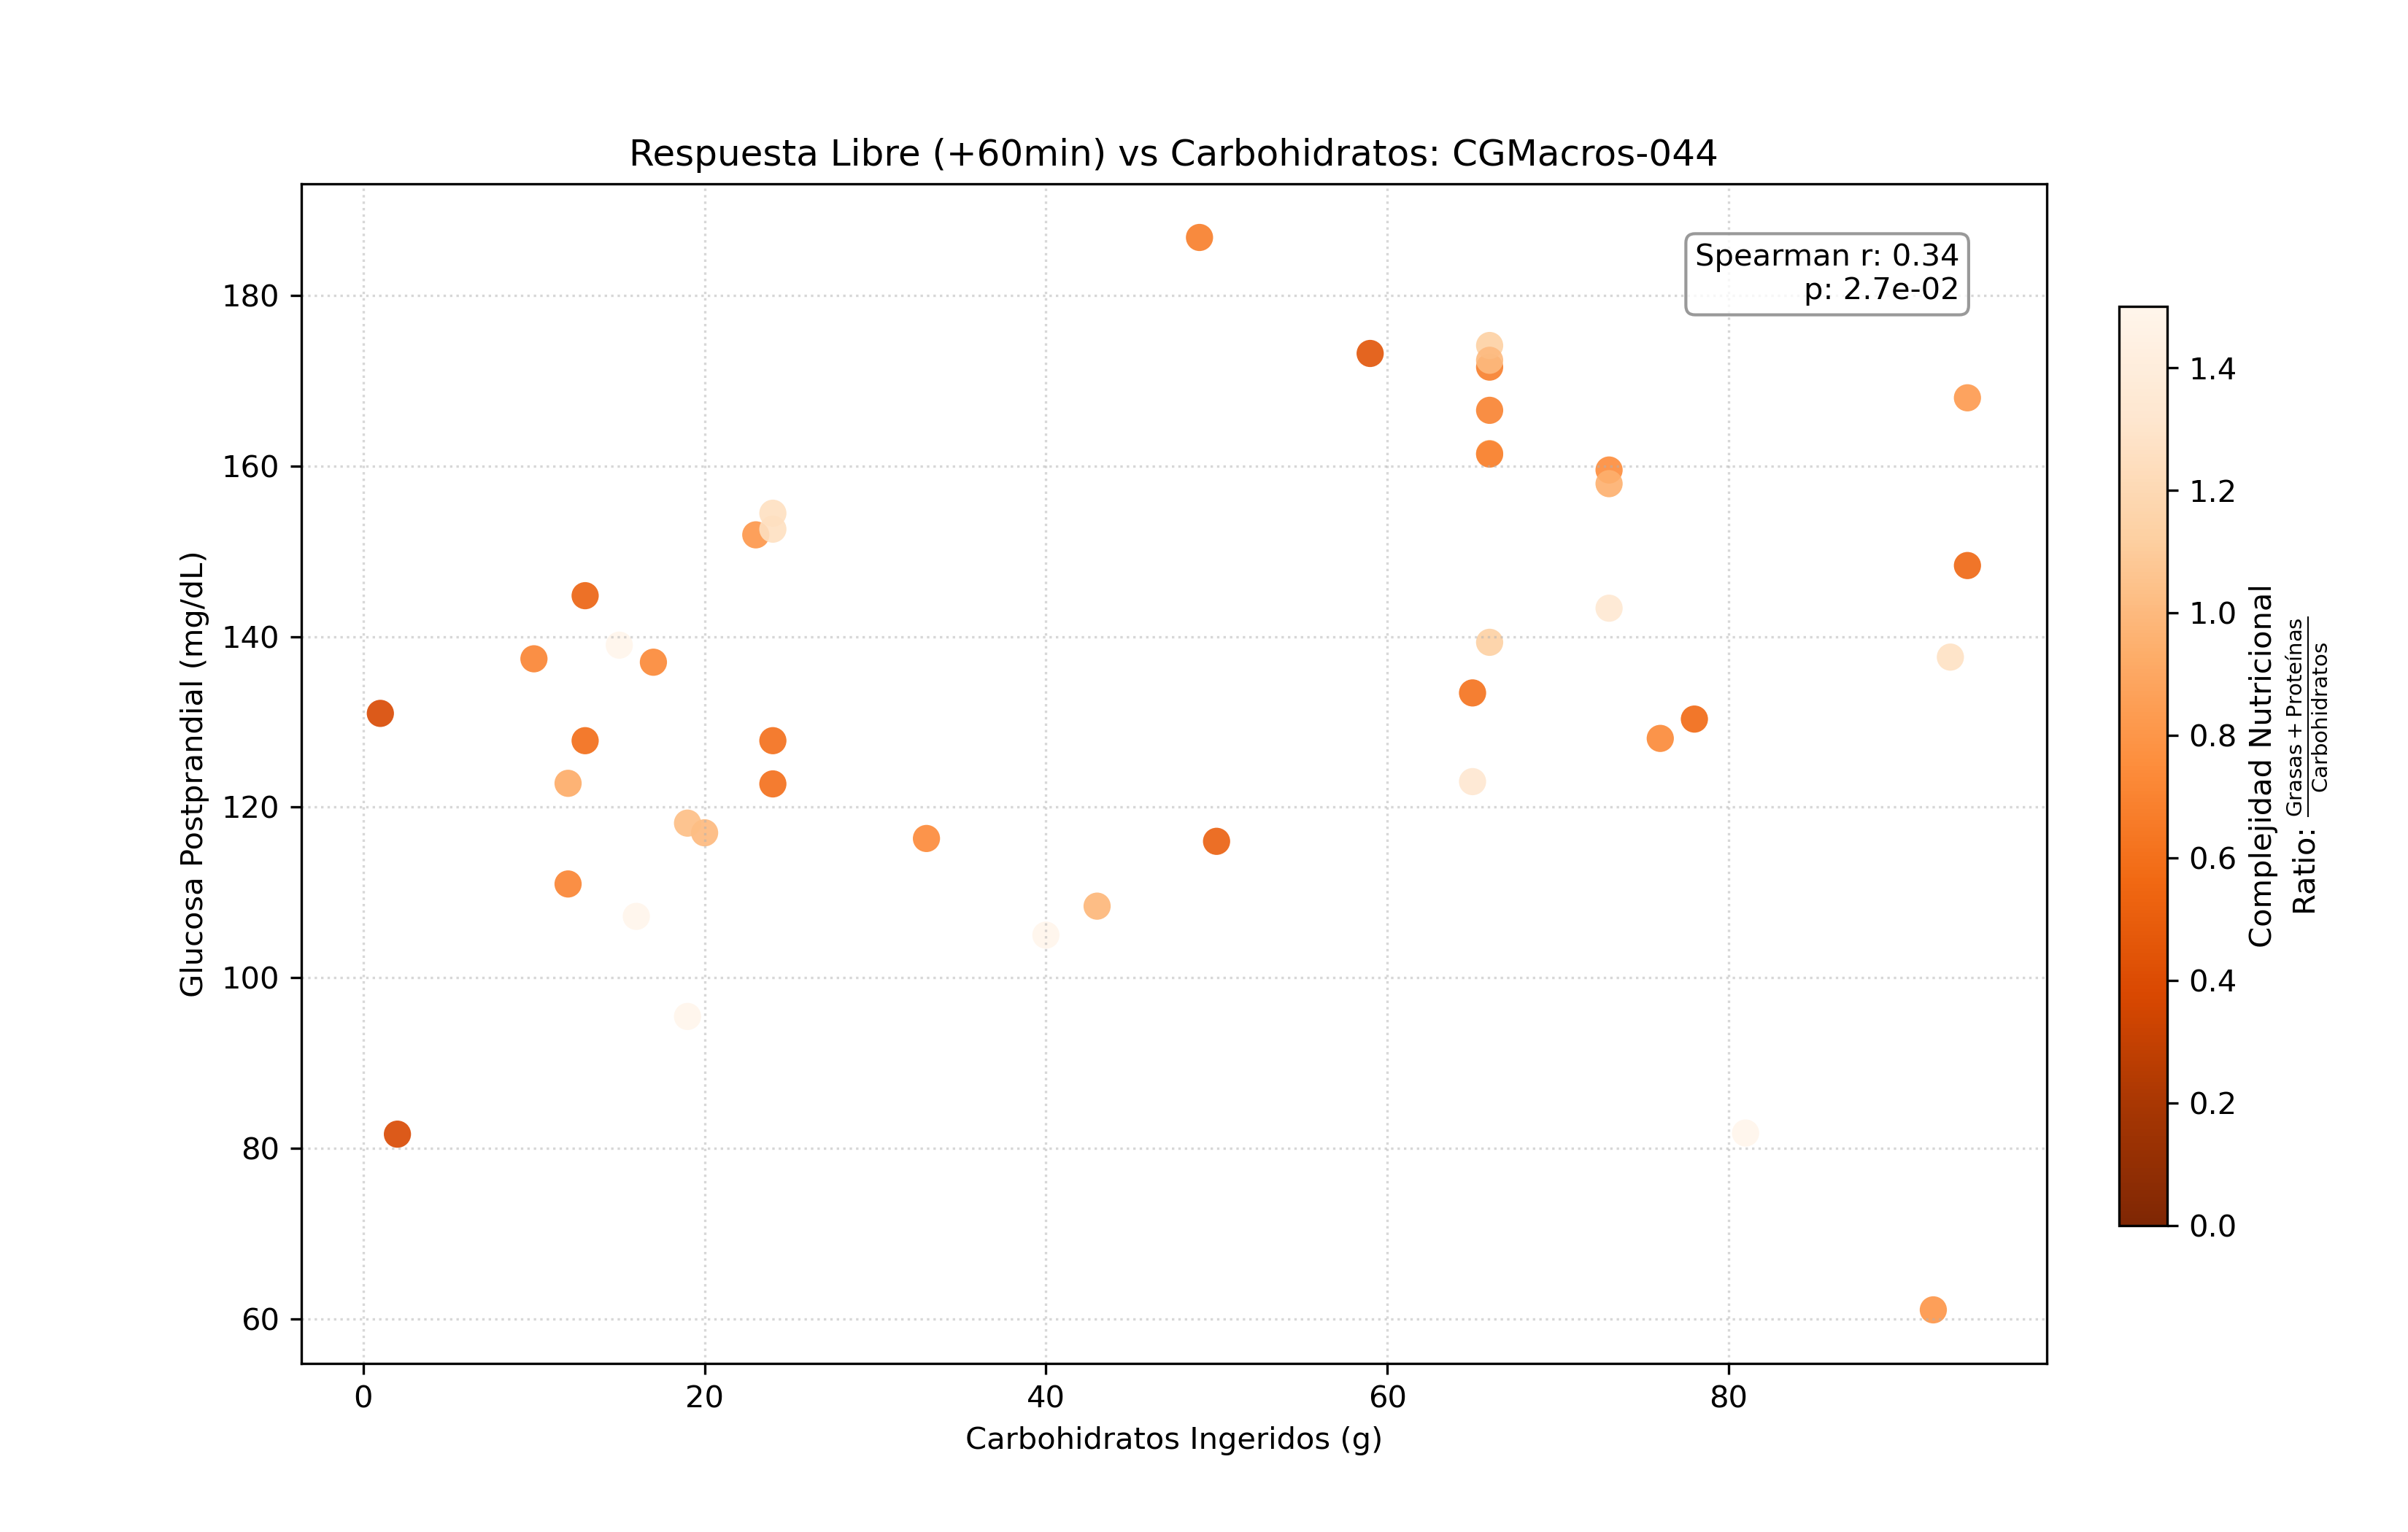 Respuesta Libre (+60min) vs Carbohidratos: CGMacros-044
Spearman r: 0.34
p: 2.7e-02
Glucosa Postprandial (mg/dL)
180
160
140
120
100
80
60
0
20
40
60
80
Carbohidratos Ingeridos (g)
1.4
1.2
1.0
0.8
0.6
0.4
0.2
0.0
Complejidad Nutricional
Ratio: Grasas + Proteínas
Carbohidratos